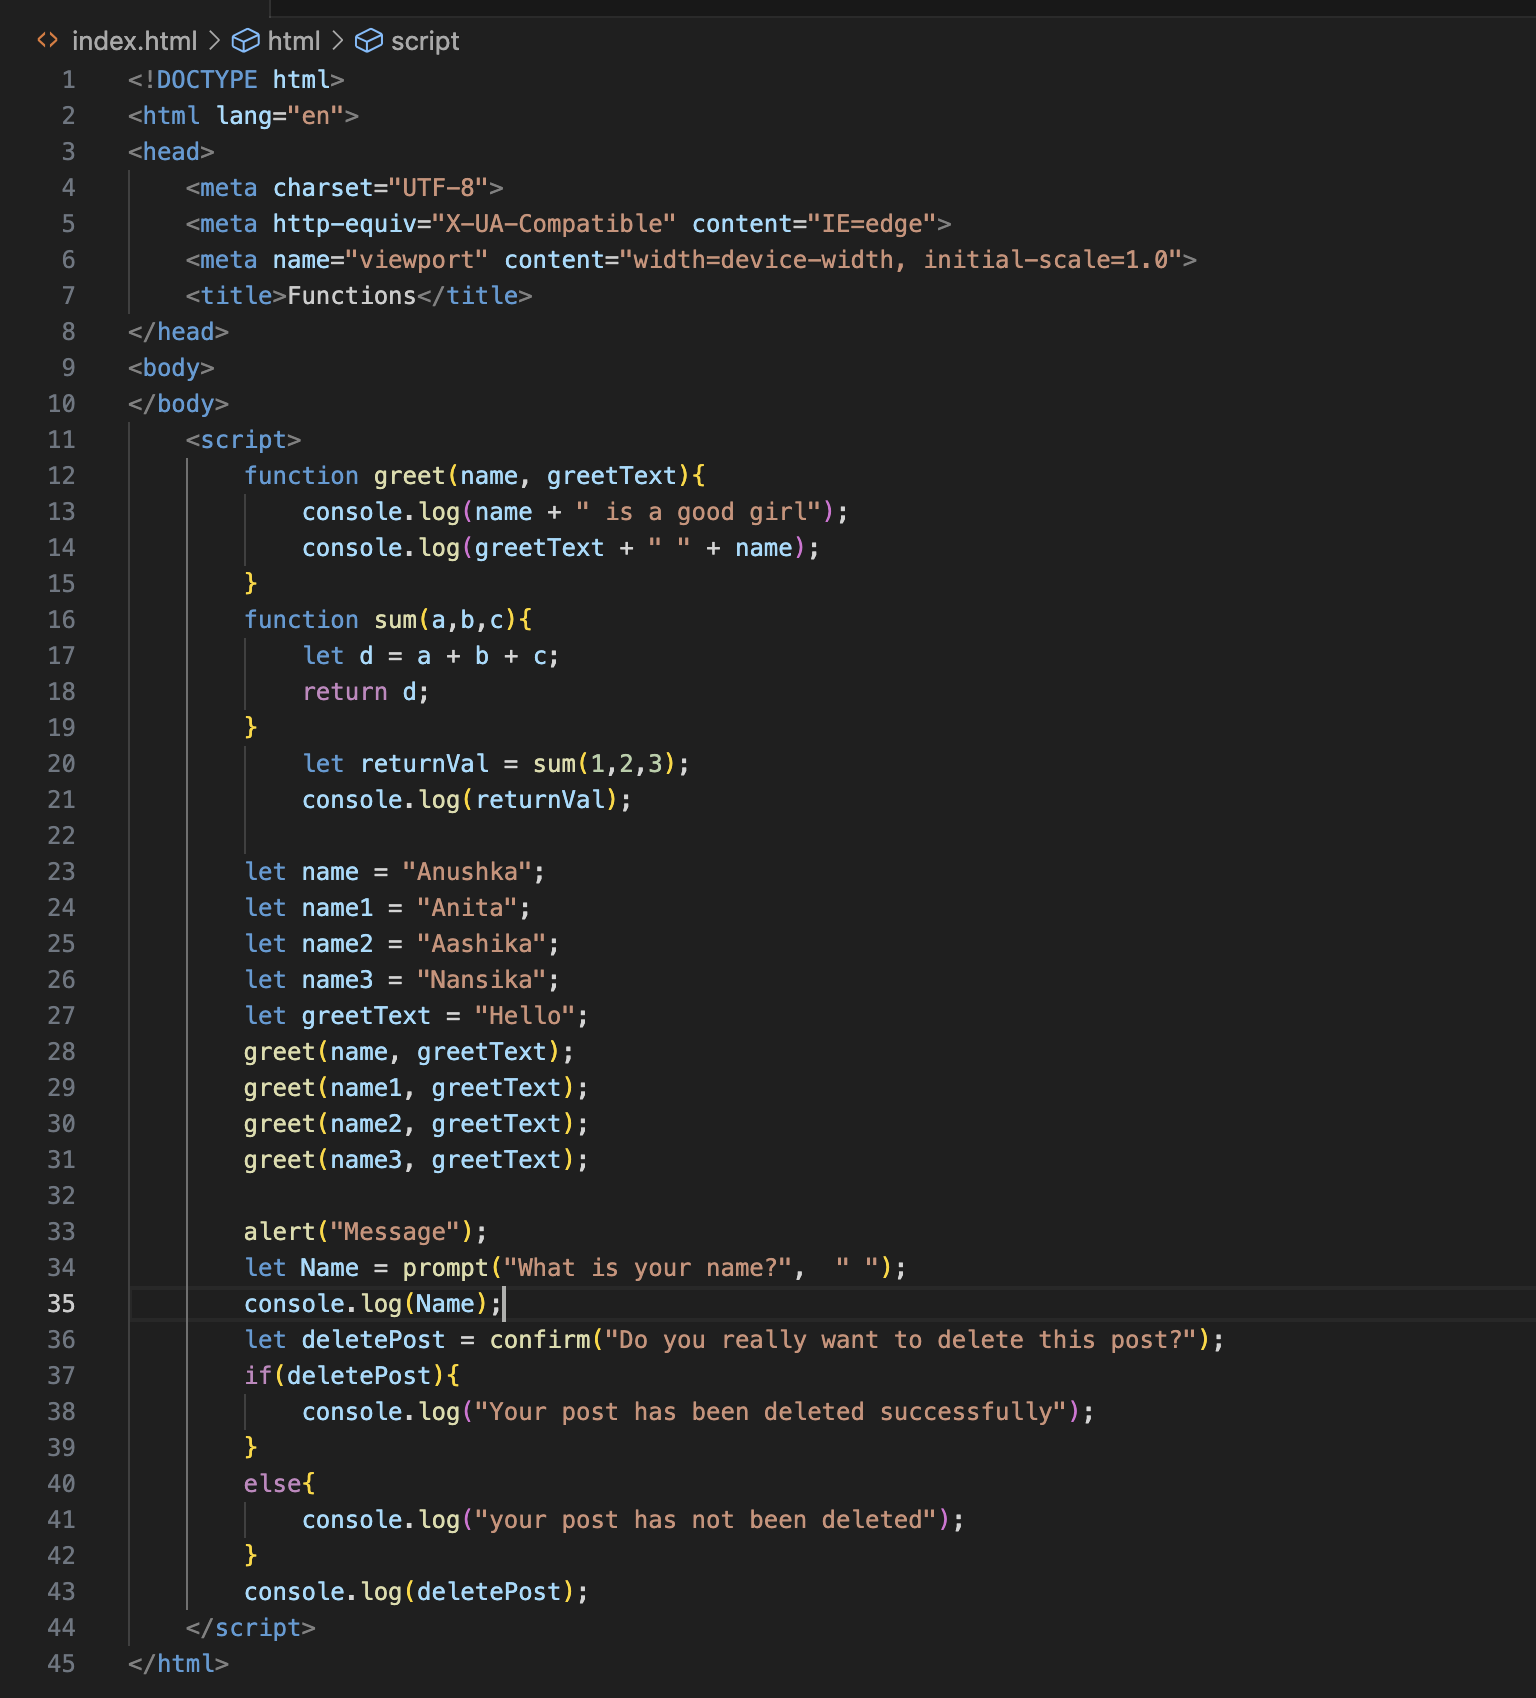 index.html > html > script
1 <!DOCTYPE html>
2 <html lang="en">
3 <head>
4     <meta charset="UTF-8">
5     <meta http-equiv="X-UA-Compatible" content="IE=edge">
6     <meta name="viewport" content="width=device-width, initial-scale=1.0">
7     <title>Functions</title>
8 </head>
9 <body>
10 </body>
11     <script>
12         function greet(name, greetText){
13             console.log(name + " is a good girl");
14             console.log(greetText + " " + name);
15         }
16         function sum(a,b,c){
17             let d = a + b + c;
18             return d;
19         }
20             let returnVal = sum(1,2,3);
21             console.log(returnVal);
22
23         let name = "Anushka";
24         let name1 = "Anita";
25         let name2 = "Aashika";
26         let name3 = "Nansika";
27         let greetText = "Hello";
28         greet(name, greetText);
29         greet(name1, greetText);
30         greet(name2, greetText);
31         greet(name3, greetText);
32
33         alert("Message");
34         let Name = prompt("What is your name?",  " ");
35         console.log(Name);
36         let deletePost = confirm("Do you really want to delete this post?");
37         if(deletePost){
38             console.log("Your post has been deleted successfully");
39         }
40         else{
41             console.log("your post has not been deleted");
42         }
43         console.log(deletePost);
44     </script>
45 </html>